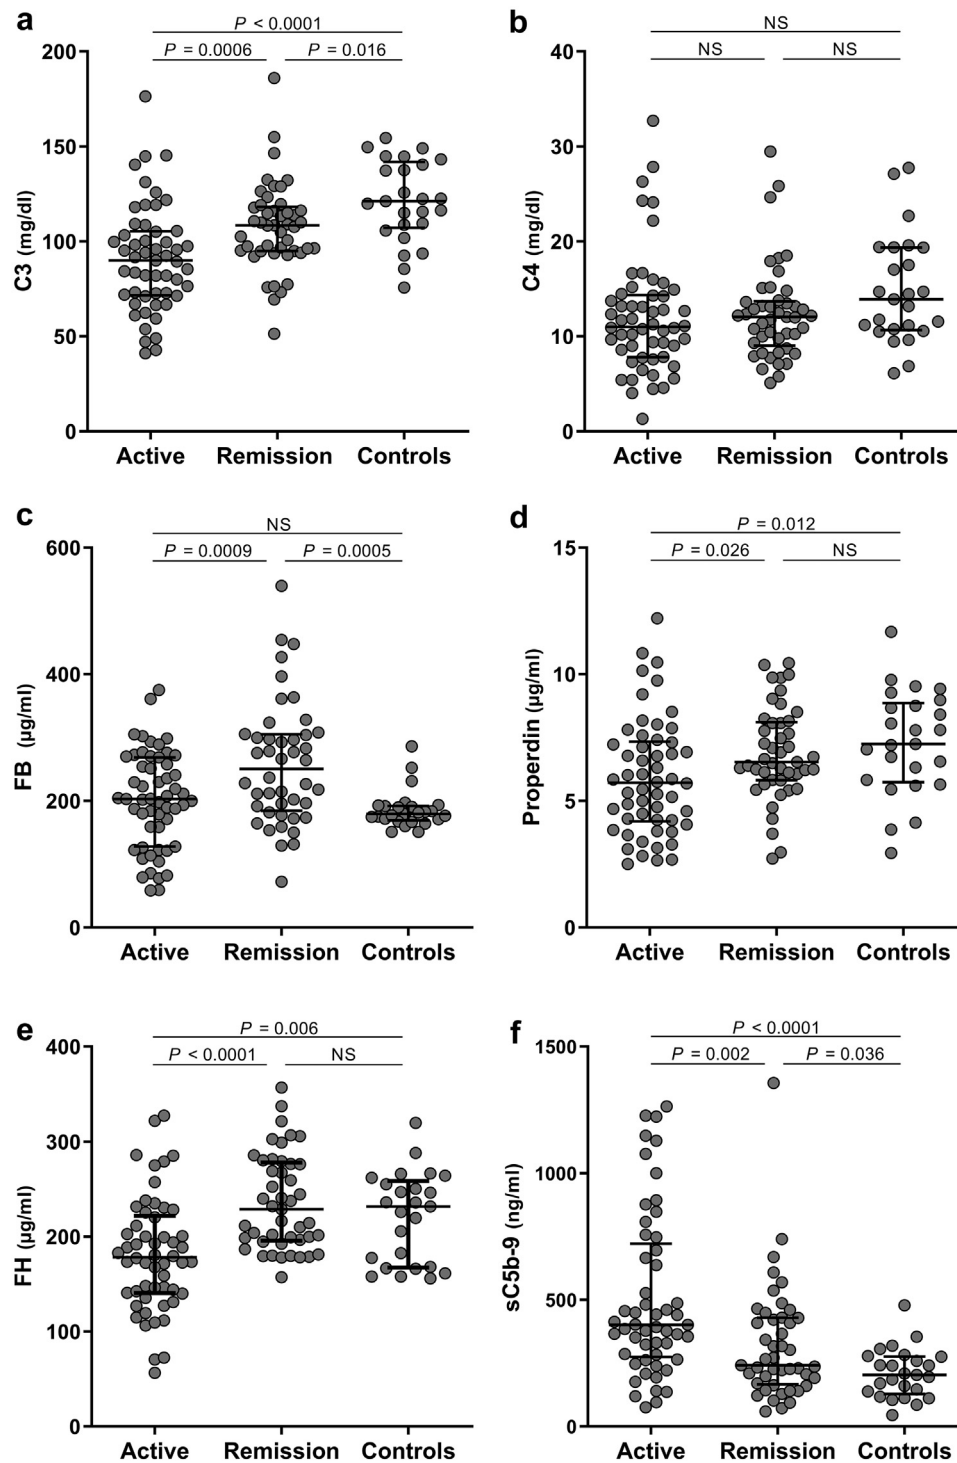 a
P < 0.0001
P = 0.0006 P = 0.016
200
150
100
50
0
C3 (mg/dl)
Active Remission Controls
b
NS
NS NS
40
30
20
10
0
C4 (mg/dl)
Active Remission Controls
c
NS
P = 0.0009 P = 0.0005
600
400
200
0
FB (µg/ml)
Active Remission Controls
d
P = 0.012
P = 0.026 NS
15
10
5
0
Properdin (µg/ml)
Active Remission Controls
e
P = 0.006
P < 0.0001 NS
400
300
200
100
0
FH (µg/ml)
Active Remission Controls
f
P < 0.0001
P = 0.002 P = 0.036
1500
1000
500
0
sC5b-9 (ng/ml)
Active Remission Controls